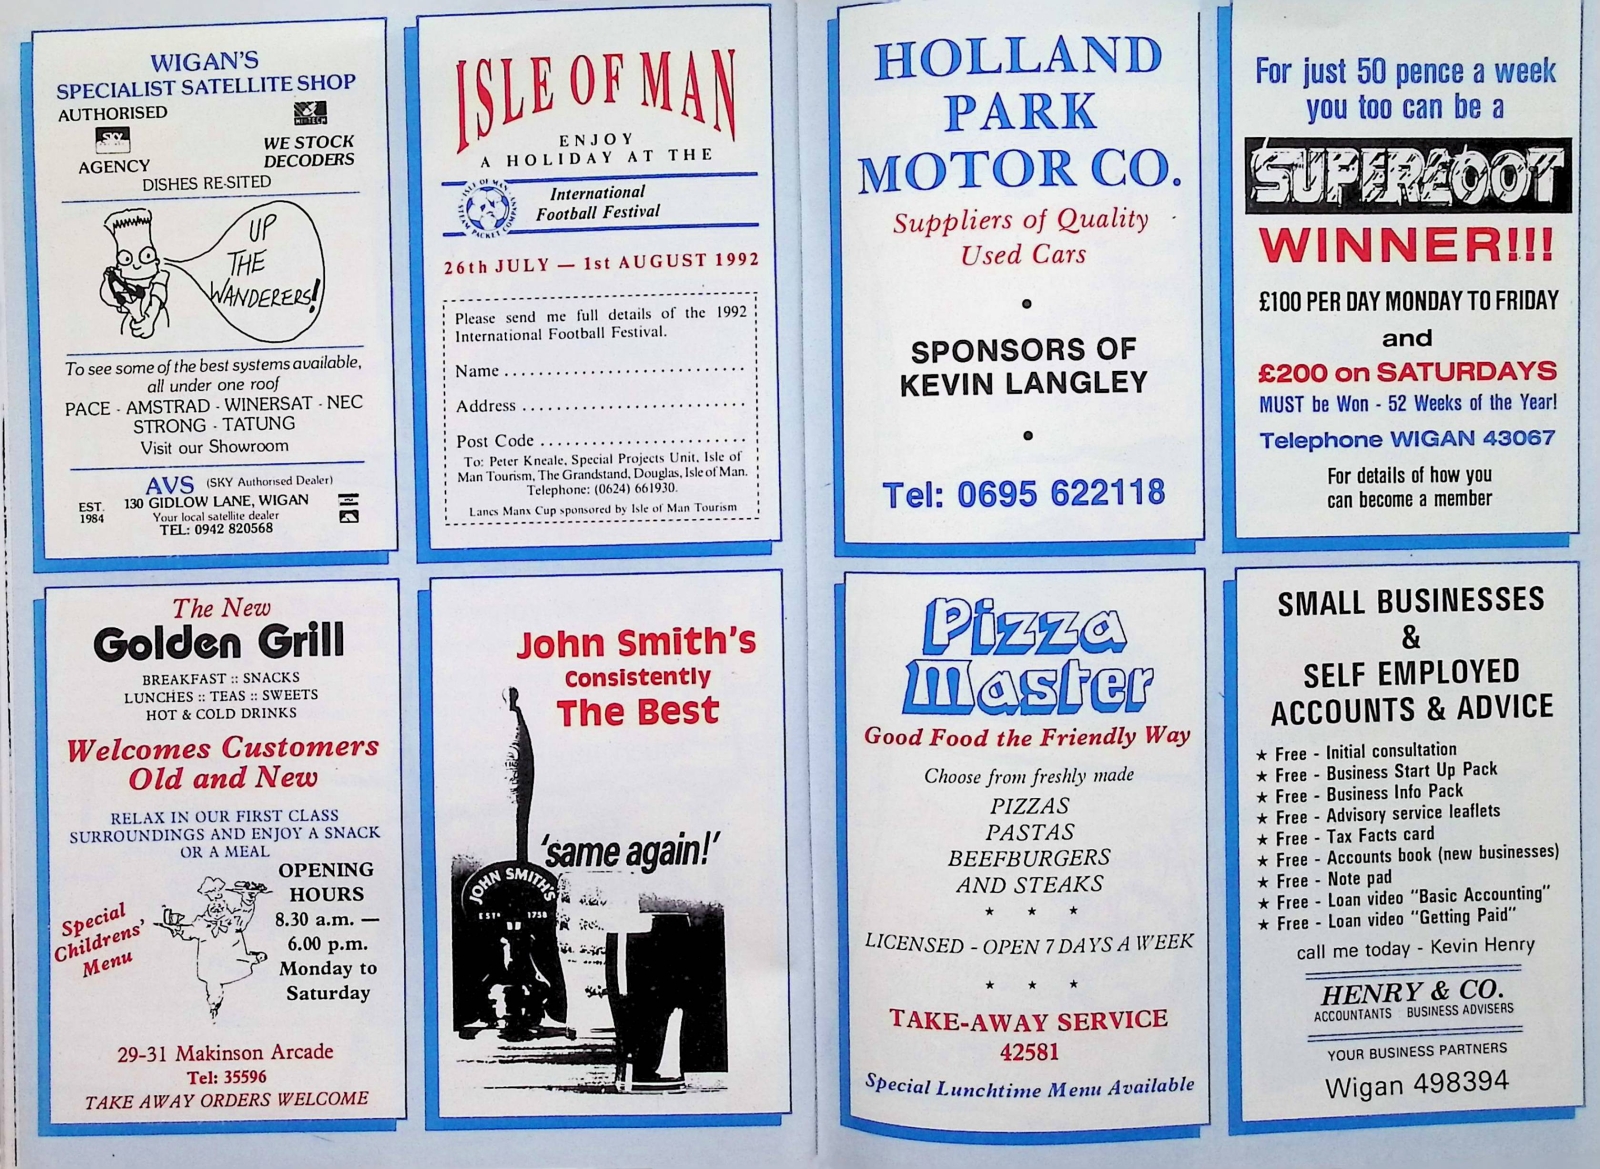 WIGAN'S
SPECIALIST SATELLITE SHOP
AUTHORISED
SKY
AGENCY
HI-TECH
WE STOCK
DECODERS
DISHES RE-SITED
UP
THE
WANDERERS!
To see some of the best systems available,
all under one roof
PACE - AMSTRAD - WINERSAT - NEC
STRONG - TATUNG
Visit our Showroom
AVS (SKY Authorised Dealer)
EST.
1984
130 GIDLOW LANE, WIGAN
Your local satellite dealer
TEL: 0942 820568
ISLE OF MAN
ENJOY
A HOLIDAY AT THE
ISLE OF MAN
STEAM PACKET COMPANY
International
Football Festival
26th JULY — 1st AUGUST 1992
Please send me full details of the 1992
International Football Festival.
Name ............................
Address ..........................
Post Code ........................
To: Peter Kneale, Special Projects Unit, Isle of
Man Tourism, The Grandstand, Douglas, Isle of Man.
Telephone: (0624) 661930.
Lancs Manx Cup sponsored by Isle of Man Tourism
HOLLAND
PARK
MOTOR CO.
Suppliers of Quality
Used Cars
•
SPONSORS OF
KEVIN LANGLEY
•
Tel: 0695 622118
For just 50 pence a week
you too can be a
SUPERLOOT
WINNER!!!
£100 PER DAY MONDAY TO FRIDAY
and
£200 on SATURDAYS
MUST be Won - 52 Weeks of the Year!
Telephone WIGAN 43067
For details of how you
can become a member
The New
Golden Grill
BREAKFAST :: SNACKS
LUNCHES :: TEAS :: SWEETS
HOT & COLD DRINKS
Welcomes Customers
Old and New
RELAX IN OUR FIRST CLASS
SURROUNDINGS AND ENJOY A SNACK
OR A MEAL
Special
Childrens'
Menu
OPENING
HOURS
8.30 a.m. —
6.00 p.m.
Monday to
Saturday
29-31 Makinson Arcade
Tel: 35596
TAKE AWAY ORDERS WELCOME
John Smith's
Consistently
The Best
'same again!'
JOHN SMITH'S
ESTd 1758
Pizza
Master
Good Food the Friendly Way
Choose from freshly made
PIZZAS
PASTAS
BEEFBURGERS
AND STEAKS
* * *
LICENSED - OPEN 7 DAYS A WEEK
* * *
TAKE-AWAY SERVICE
42581
Special Lunchtime Menu Available
SMALL BUSINESSES
&
SELF EMPLOYED
ACCOUNTS & ADVICE
★ Free - Initial consultation
★ Free - Business Start Up Pack
★ Free - Business Info Pack
★ Free - Advisory service leaflets
★ Free - Tax Facts card
★ Free - Accounts book (new businesses)
★ Free - Note pad
★ Free - Loan video "Basic Accounting"
★ Free - Loan video "Getting Paid"
call me today - Kevin Henry
HENRY & CO.
ACCOUNTANTS BUSINESS ADVISERS
YOUR BUSINESS PARTNERS
Wigan 498394